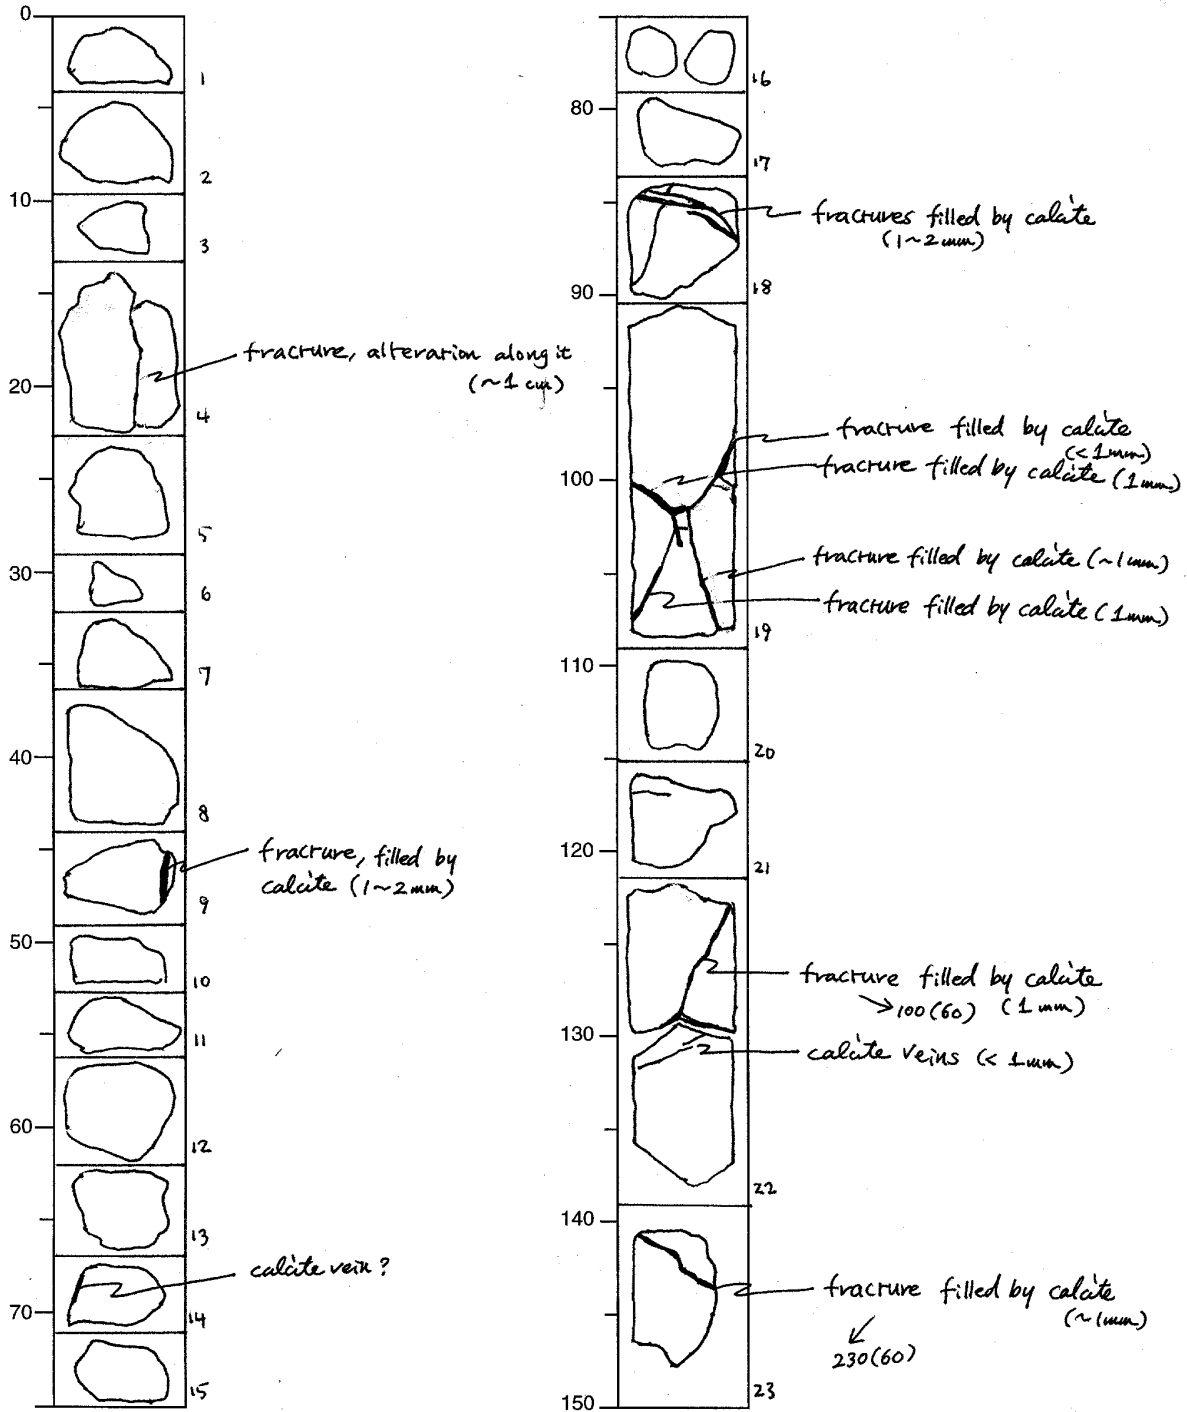 0
1
2
10
3
fracture, alteration along it
(~1 cm)
20
4
5
30
6
7
40
8
fracture, filled by
calcite (1~2mm)
9
50
10
11
60
12
13
calcite vein?
70
14
15
16
80
17
fractures filled by calcite
(1~2mm)
18
90
fracture filled by calcite
(<1mm)
fracture filled by calcite (1mm)
100
fracture filled by calcite (~1mm)
fracture filled by calcite (1mm)
19
110
20
120
21
fracture filled by calcite
→100(60) (1mm)
130
calcite veins (< 1mm)
22
140
fracture filled by calcite
(~1mm)
↙
230(60)
23
150